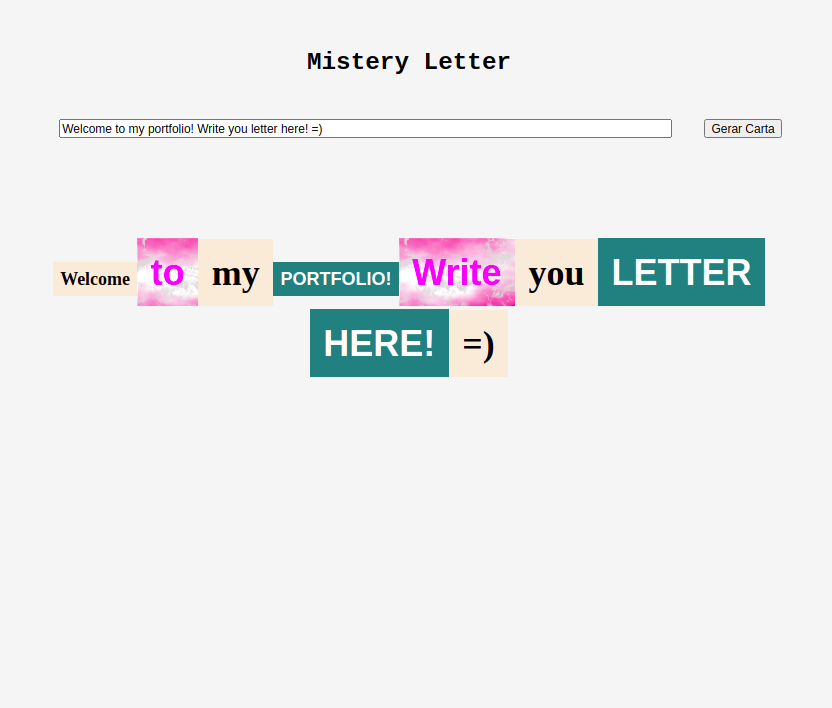 Mistery Letter
Welcome to my portfolio! Write you letter here! =) Gerar Carta
Welcome to my PORTFOLIO! Write you LETTER
HERE! =)